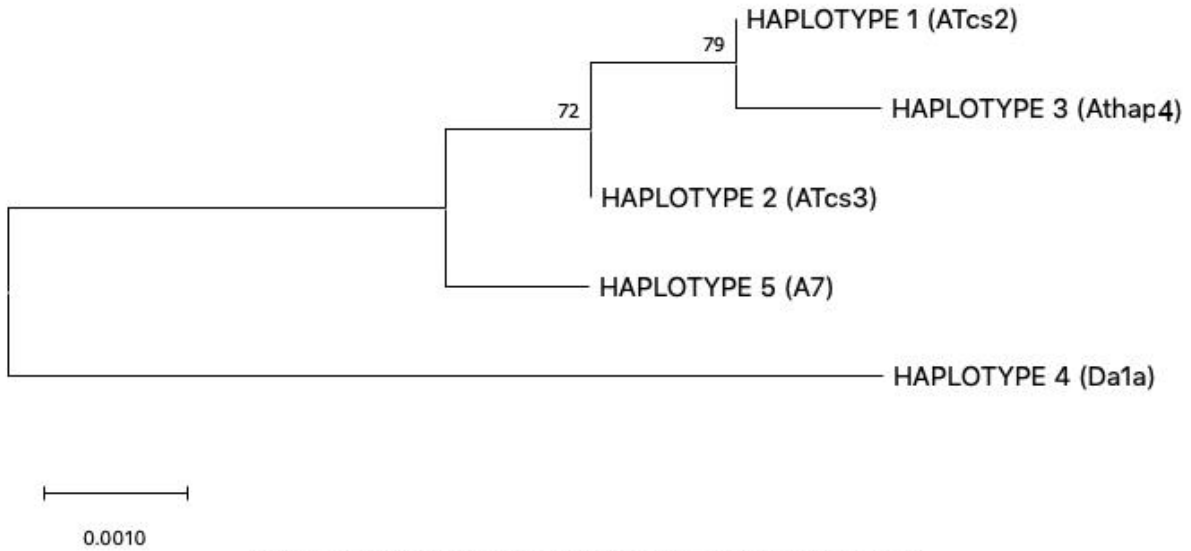 HAPLOTYPE 1 (ATcs2)
79
HAPLOTYPE 3 (Athap4)
72
HAPLOTYPE 2 (ATcs3)
HAPLOTYPE 5 (A7)
HAPLOTYPE 4 (Da1a)
0.0010